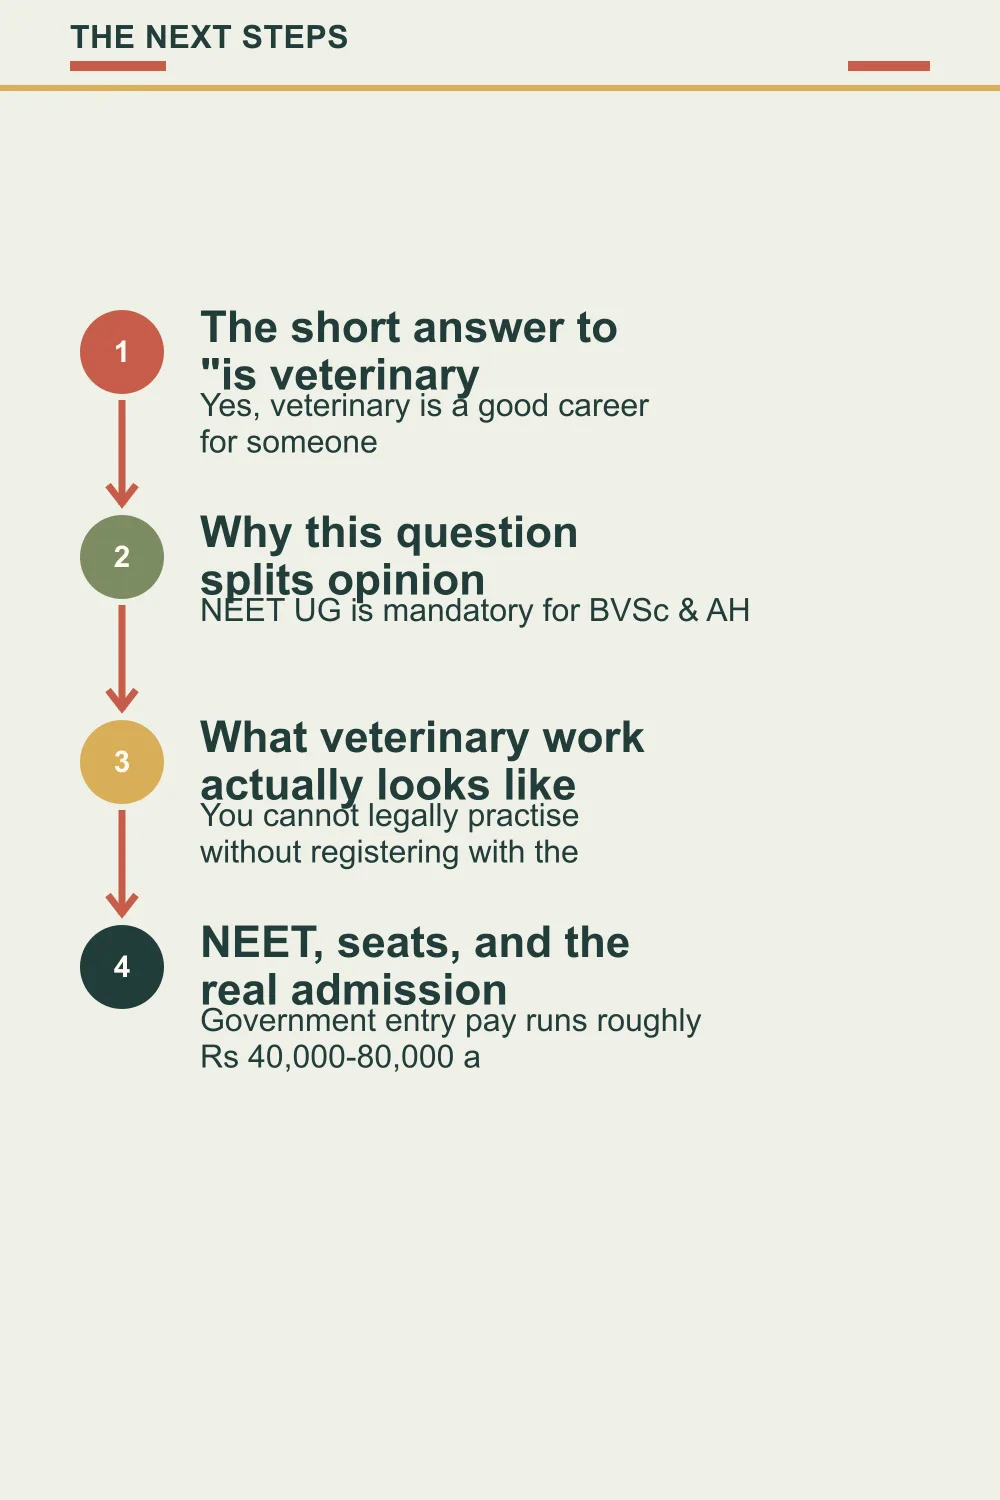 THE NEXT STEPS
1
The short answer to
"is veterinary
Yes, veterinary is a good career
for someone
2
Why this question
splits opinion
NEET UG is mandatory for BVSc & AH
3
What veterinary work
actually looks like
You cannot legally practise
without registering with the
4
NEET, seats, and the
real admission
Government entry pay runs roughly
Rs 40,000-80,000 a